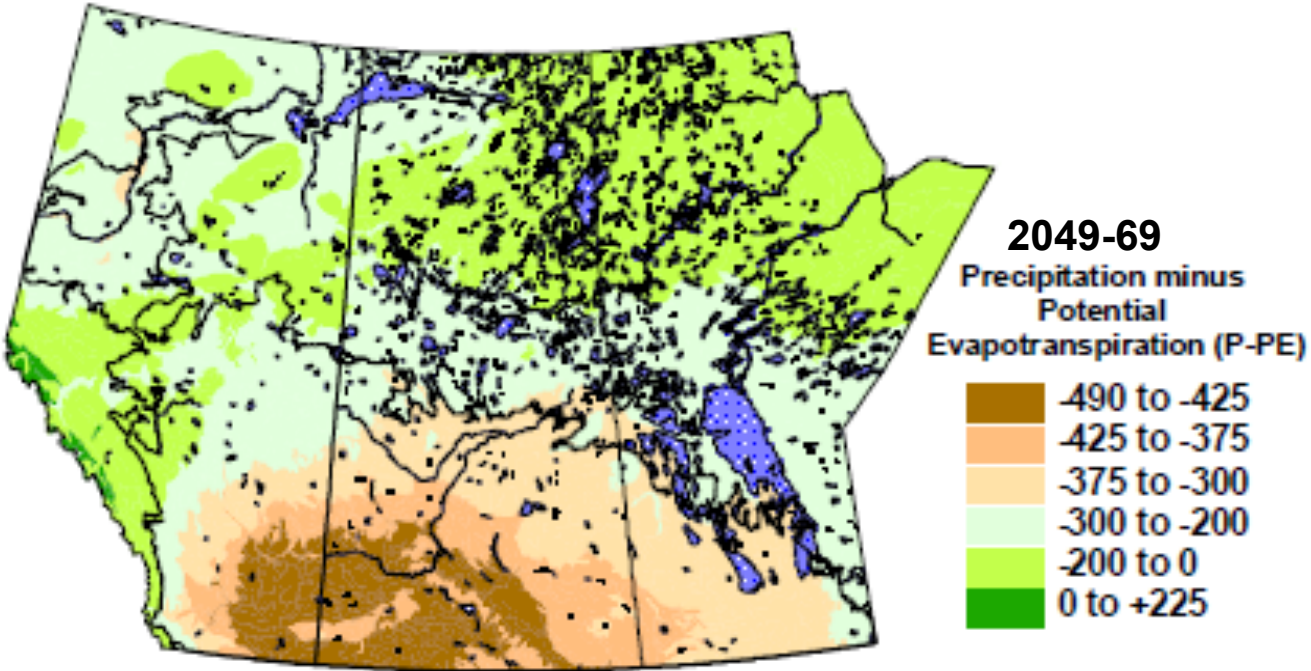 2049-69
Precipitation minus
Potential
Evapotranspiration (P-PE)
-490 to -425
-425 to -375
-375 to -300
-300 to -200
-200 to 0
0 to +225